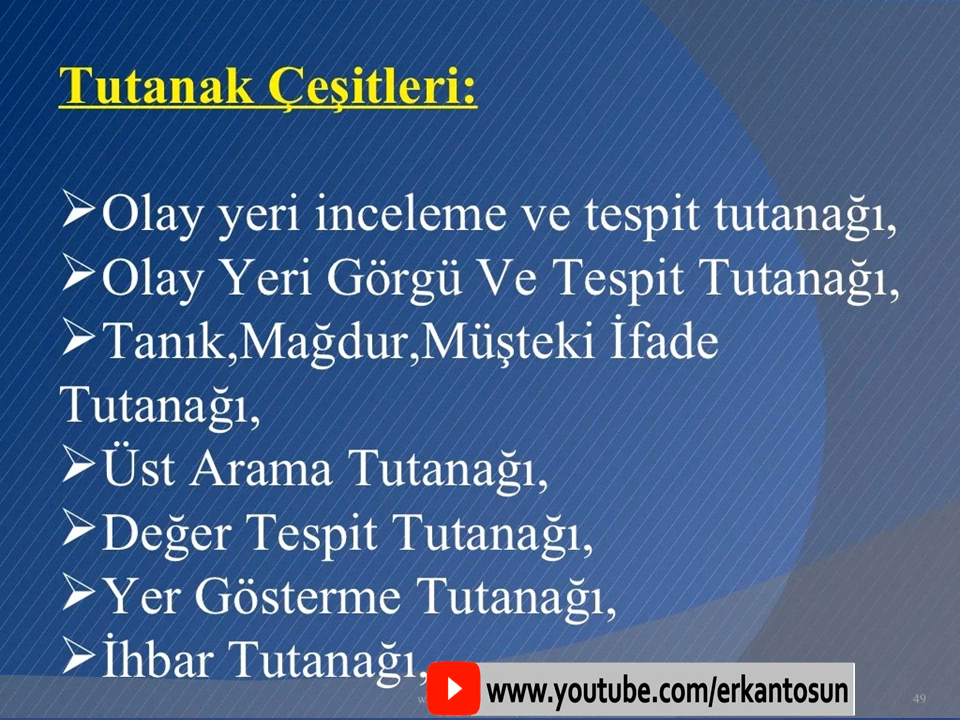 Tutanak Çeşitleri:
➢Olay yeri inceleme ve tespit tutanağı,
➢Olay Yeri Görgü Ve Tespit Tutanağı,
➢Tanık,Mağdur,Müşteki İfade
Tutanağı,
➢Üst Arama Tutanağı,
➢Değer Tespit Tutanağı,
➢Yer Gösterme Tutanağı,
➢İhbar Tutanağı,
www.youtube.com/erkantosun
49